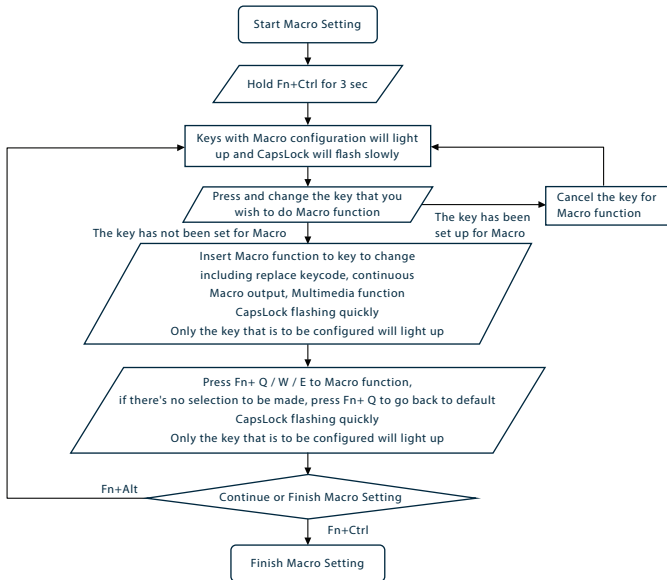 Start Macro Setting
Hold Fn+Ctrl for 3 sec
Keys with Macro configuration will light
up and CapsLock will flash slowly
Press and change the key that you
wish to do Macro function
Cancel the key for
Macro function
The key has been
set up for Macro
The key has not been set for Macro
Insert Macro function to key to change
including replace keycode, continuous
Macro output, Multimedia function
CapsLock flashing quickly
Only the key that is to be configured will light up
Press Fn+ Q / W / E to Macro function,
if there's no selection to be made, press Fn+ Q to go back to default
CapsLock flashing quickly
Only the key that is to be configured will light up
Fn+Alt
Continue or Finish Macro Setting
Fn+Ctrl
Finish Macro Setting